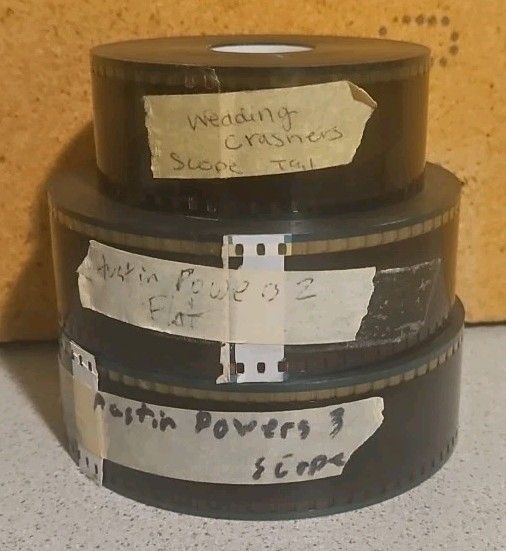 Wedding
Crashers
Scope Tail
Austin Powers 2
Flat
Austin Powers 3
Scope